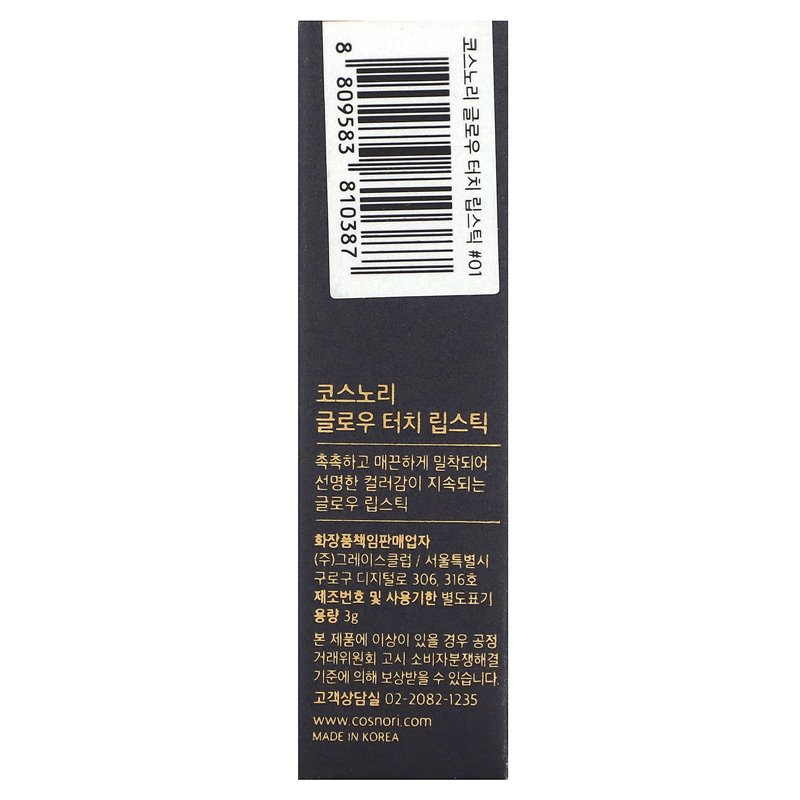 코스노리 글로우 터치 립스틱 #01
8 809583 810387
코스노리
글로우 터치 립스틱
촉촉하고 매끈하게 밀착되어
선명한 컬러감이 지속되는
글로우 립스틱
화장품책임판매업자
(주)그레이스클럽 / 서울특별시
구로구 디지털로 306, 316호
제조번호 및 사용기한 별도표기
용량 3g
본 제품에 이상이 있을 경우 공정
거래위원회 고시 소비자분쟁해결
기준에 의해 보상받을 수 있습니다.
고객상담실 02-2082-1235
www.cosnori.com
MADE IN KOREA